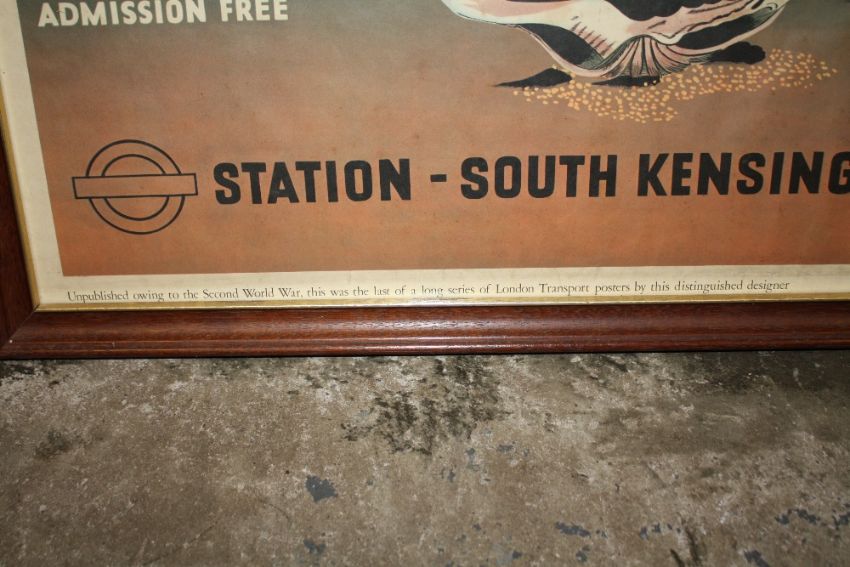 ADMISSION FREE
STATION - SOUTH KENSING
Unpublished owing to the Second World War, this was the last of a long series of London Transport posters by this distinguished designer